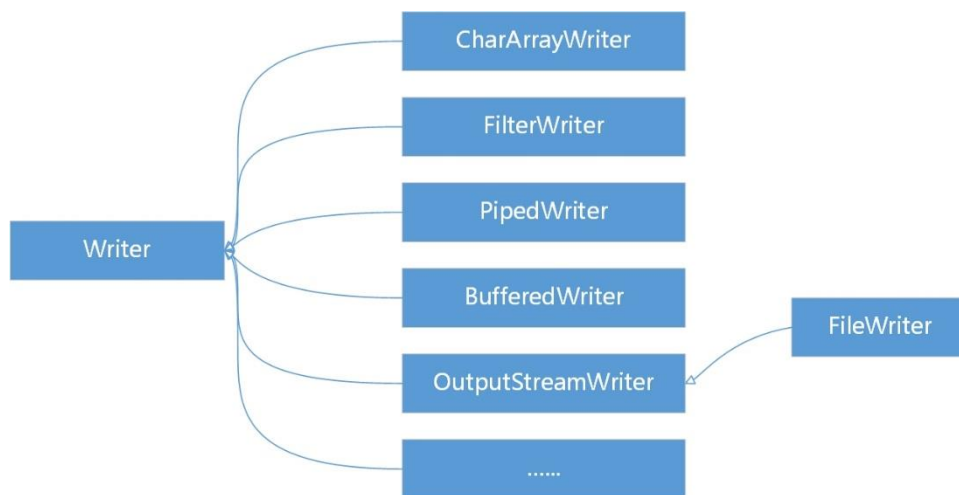 CharArrayWriter
FilterWriter
PipedWriter
Writer
BufferedWriter
FileWriter
OutputStreamWriter
......